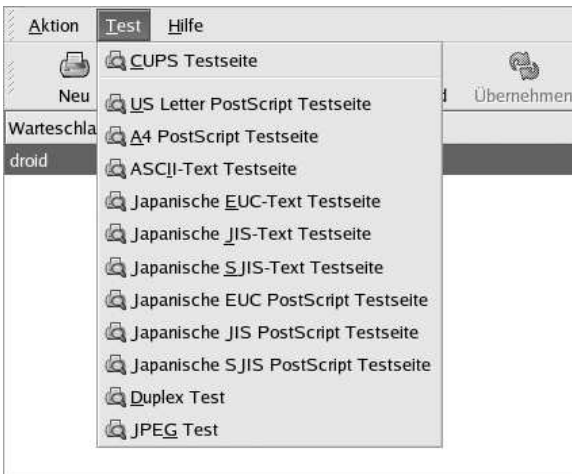 Aktion Test Hilfe
CUPS Testseite
Neu
Übernehmen
US Letter PostScript Testseite
Warteschla
A4 PostScript Testseite
droid
ASCII-Text Testseite
Japanische EUC-Text Testseite
Japanische JIS-Text Testseite
Japanische SJIS-Text Testseite
Japanische EUC PostScript Testseite
Japanische JIS PostScript Testseite
Japanische SJIS PostScript Testseite
Duplex Test
JPEG Test